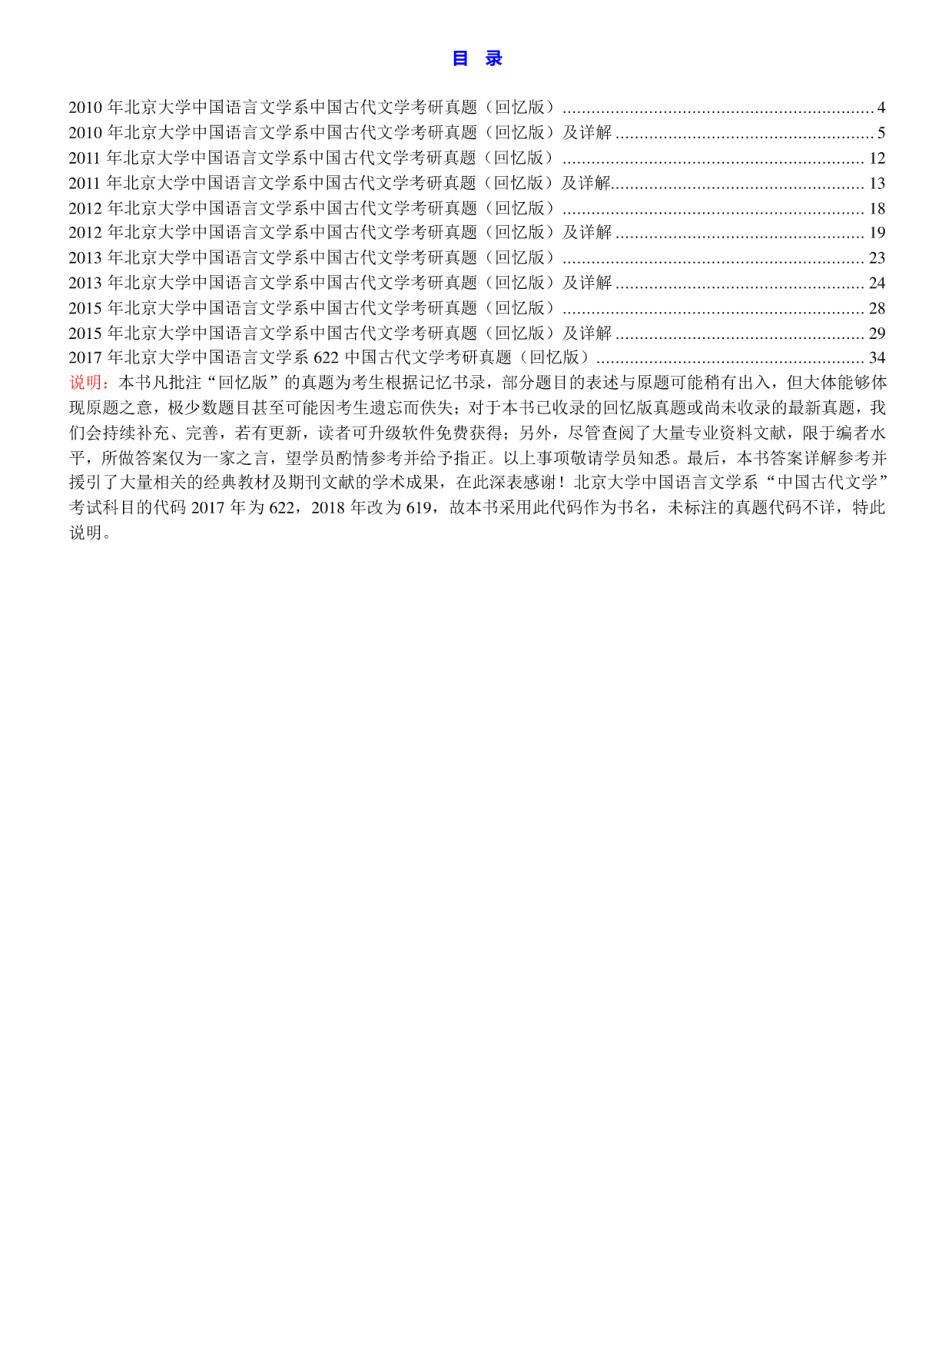 目 录
2010 年北京大学中国语言文学系中国古代文学考研真题（回忆版）.................................................................. 4
2010 年北京大学中国语言文学系中国古代文学考研真题（回忆版）及详解....................................................... 5
2011 年北京大学中国语言文学系中国古代文学考研真题（回忆版）................................................................ 12
2011 年北京大学中国语言文学系中国古代文学考研真题（回忆版）及详解..................................................... 13
2012 年北京大学中国语言文学系中国古代文学考研真题（回忆版）................................................................ 18
2012 年北京大学中国语言文学系中国古代文学考研真题（回忆版）及详解..................................................... 19
2013 年北京大学中国语言文学系中国古代文学考研真题（回忆版）................................................................ 23
2013 年北京大学中国语言文学系中国古代文学考研真题（回忆版）及详解..................................................... 24
2015 年北京大学中国语言文学系中国古代文学考研真题（回忆版）................................................................ 28
2015 年北京大学中国语言文学系中国古代文学考研真题（回忆版）及详解..................................................... 29
2017 年北京大学中国语言文学系 622 中国古代文学考研真题（回忆版）......................................................... 34
说明：本书凡批注“回忆版”的真题为考生根据记忆书录，部分题目的表述与原题可能稍有出入，但大体能够体
现原题之意，极少数题目甚至可能因考生遗忘而佚失；对于本书已收录的回忆版真题或尚未收录的最新真题，我
们会持续补充、完善，若有更新，读者可升级软件免费获得；另外，尽管查阅了大量专业资料文献，限于编者水
平，所做答案仅为一家之言，望学员酌情参考并给予指正。以上事项敬请学员知悉。最后，本书答案详解参考并
援引了大量相关的经典教材及期刊文献的学术成果，在此深表感谢！北京大学中国语言文学系“中国古代文学”
考试科目的代码 2017 年为 622，2018 年改为 619，故本书采用此代码作为书名，未标注的真题代码不详，特此
说明。